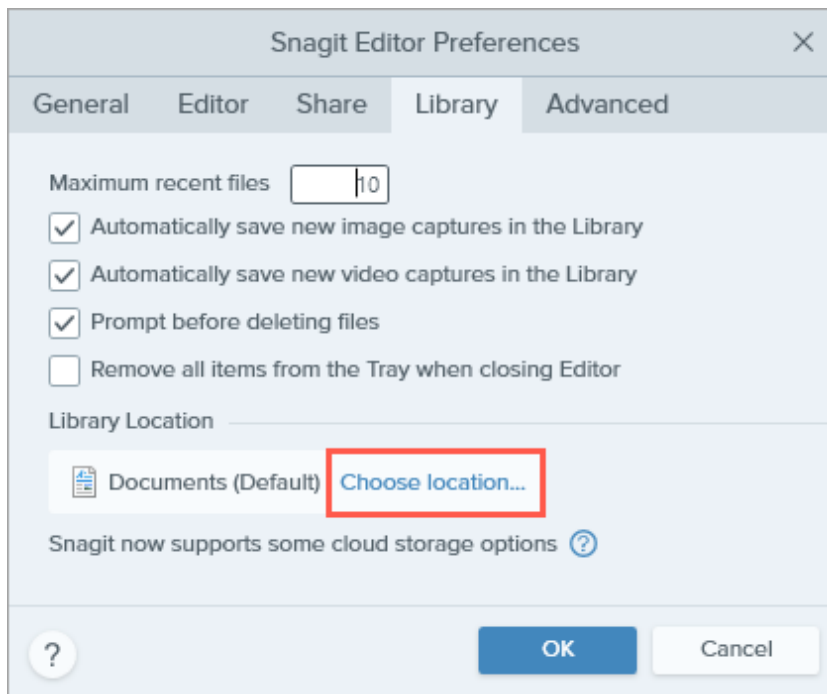 Snagit Editor Preferences
General Editor Share Library Advanced
Maximum recent files 10
Automatically save new image captures in the Library
Automatically save new video captures in the Library
Prompt before deleting files
Remove all items from the Tray when closing Editor
Library Location
Documents (Default) Choose location...
Snagit now supports some cloud storage options ?
? OK Cancel